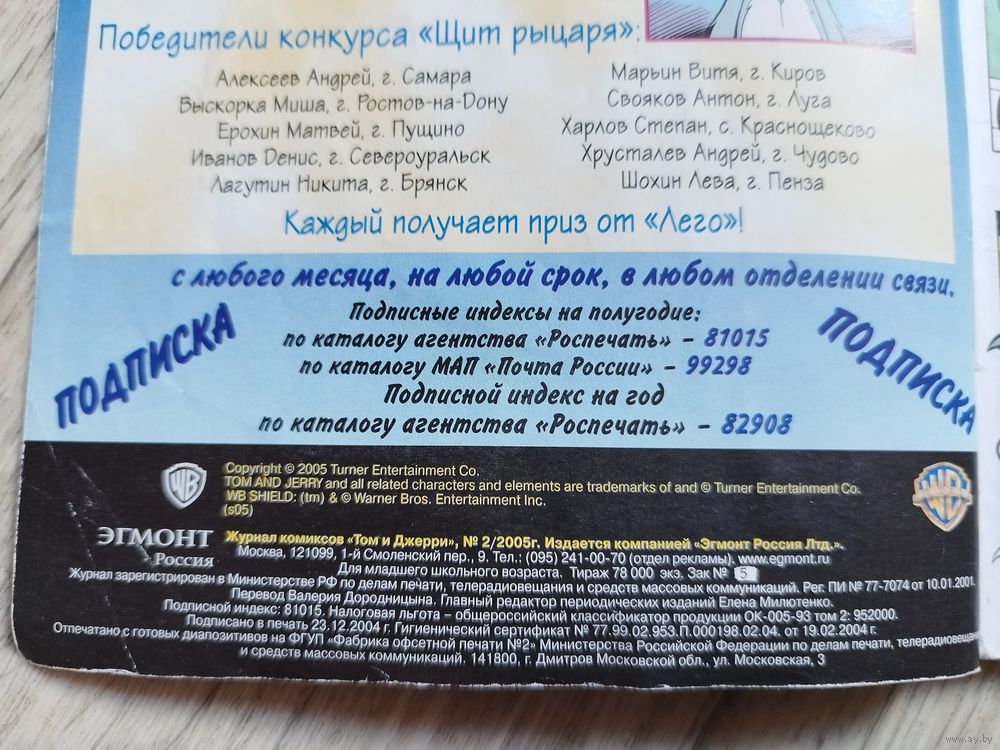 Победители конкурса «Щит рыцаря»:
Алексеев Андрей, г. Самара
Выскорка Миша, г. Ростов-на-Дону
Ерохин Матвей, г. Пущино
Иванов Денис, г. Североуральск
Лагутин Никита, г. Брянск
Марьин Витя, г. Киров
Свояков Антон, г. Луга
Харлов Степан, с. Краснощеково
Хрусталев Андрей, г. Чудово
Шохин Лева, г. Пенза
Каждый получает приз от «Лего»!
с любого месяца, на любой срок, в любом отделении связи.
ПОДПИСКА
Подписные индексы на полугодие:
по каталогу агентства «Роспечать» – 81015
по каталогу МАП «Почта России» – 99298
Подписной индекс на год
по каталогу агентства «Роспечать» – 82908
ПОДПИСКА
WB
Copyright © 2005 Turner Entertainment Co.
TOM AND JERRY and all related characters and elements are trademarks of and © Turner Entertainment Co.
WB SHIELD: (tm) & © Warner Bros. Entertainment Inc.
(s05)
WARNER BROS
ЭГМОНТ
Россия
Журнал комиксов «Том и Джерри», № 2/2005г. Издается компанией «Эгмонт Россия Лтд.».
Москва, 121099, 1-й Смоленский пер., 9. Тел.: (095) 241-00-70 (отдел рекламы). www.egmont.ru
Для младшего школьного возраста. Тираж 78 000 экз. Зак № 5
Журнал зарегистрирован в Министерстве РФ по делам печати, телерадиовещания и средств массовых коммуникаций. Рег. ПИ № 77-7074 от 10.01.2001.
Перевод Валерия Дородницына. Главный редактор периодических изданий Елена Милютенко.
Подписной индекс: 81015. Налоговая льгота – общероссийский классификатор продукции ОК-005-93 том 2: 952000.
Подписано в печать 23.12.2004 г. Гигиенический сертификат № 77.99.02.953.П.000198.02.04. от 19.02.2004 г.
Отпечатано с готовых диапозитивов на ФГУП «Фабрика офсетной печати №2» Министерства Российской Федерации по делам печати, телерадиовещан
и средств массовых коммуникаций. 141800, г. Дмитров Московской обл., ул. Московская, 3
www.ay.by